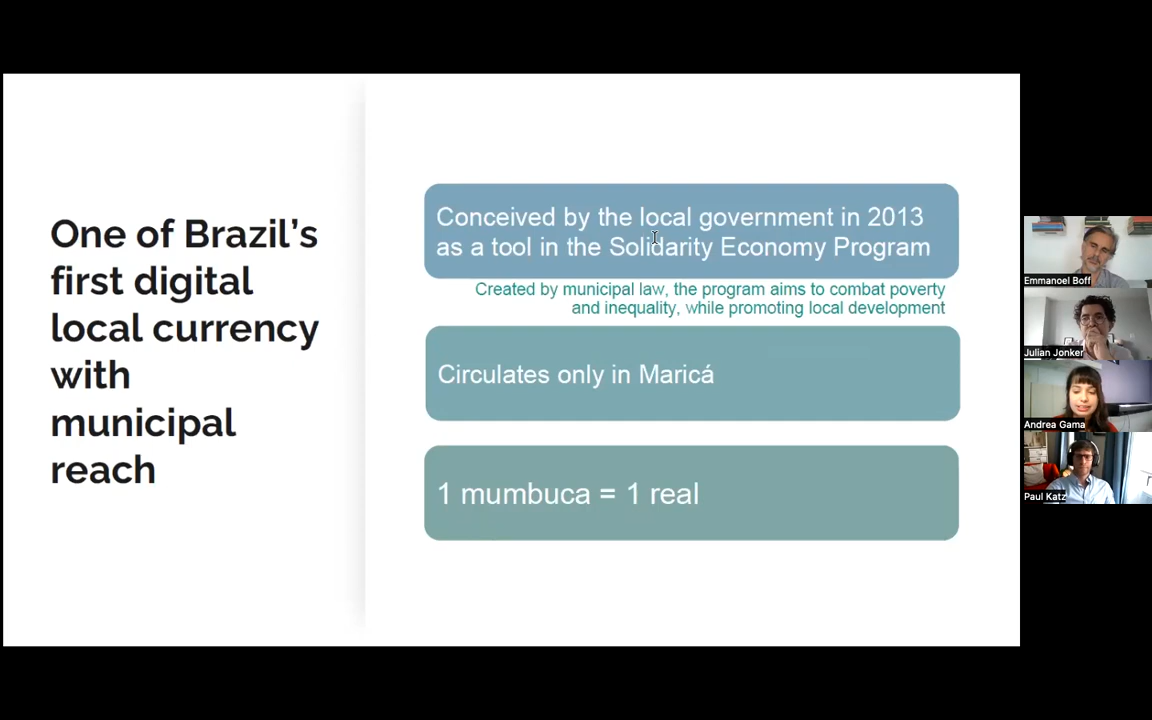 One of Brazil’s
first digital
local currency
with
municipal
reach
Conceived by the local government in 2013
as a tool in the Solidarity Economy Program
Created by municipal law, the program aims to combat poverty
and inequality, while promoting local development
Circulates only in Maricá
1 mumbuca = 1 real
Emmanoel Boff
Julian Jonker
Andrea Gama
Paul Katz